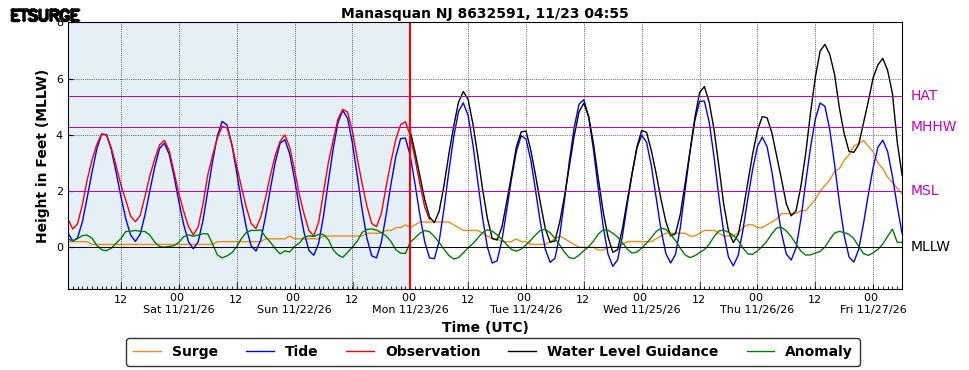 ETSURGE
Manasquan NJ 8632591, 11/23 04:55
Height in Feet (MLLW)
8
6
4
2
0
HAT
MHHW
MSL
MLLW
12 00 12 00 12 00 12 00 12 00 12 00 12 00
Sat 11/21/26 Sun 11/22/26 Mon 11/23/26 Tue 11/24/26 Wed 11/25/26 Thu 11/26/26 Fri 11/27/26
Time (UTC)
Surge Tide Observation Water Level Guidance Anomaly